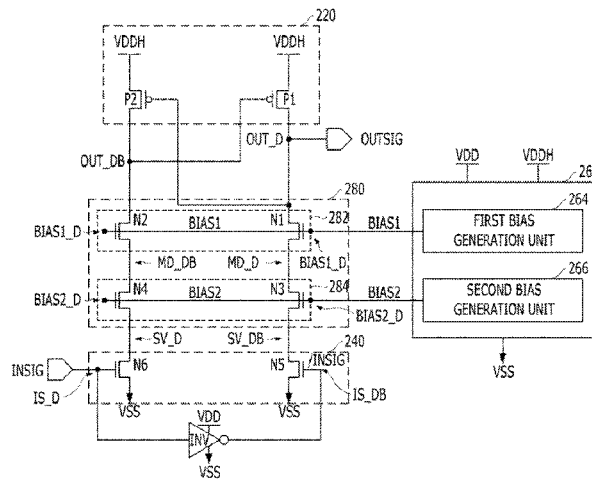 220
VDDH
VDDH
P2
P1
OUT_D
OUTSIG
OUT_DB
VDD
VDDH
26
280
264
N2
BIAS1
N1
282
BIAS1
FIRST BIAS
GENERATION UNIT
BIAS1_D
MD_DB
MD_D
BIAS1_D
266
N4
BIAS2
N3
284
BIAS2
SECOND BIAS
GENERATION UNIT
BIAS2_D
BIAS2_D
SV_D
SV_DB
240
INSIG
INSIG
N6
N5
VSS
IS_D
IS_DB
VSS
VSS
VDD
INV
VSS